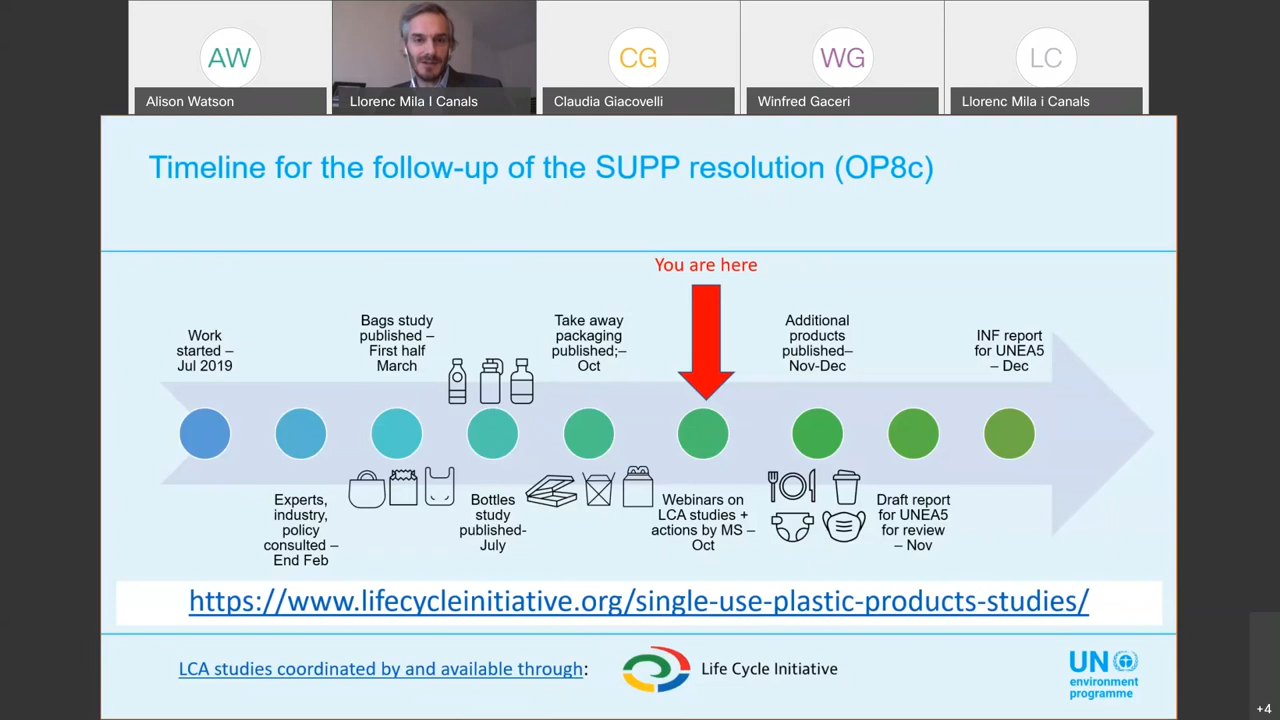 AW
CG
WG
LC
Alison Watson
Llorenc Mila I Canals
Claudia Giacovelli
Winfred Gaceri
Llorenc Mila i Canals
Timeline for the follow-up of the SUPP resolution (OP8c)
You are here
Work
started –
Jul 2019
Experts,
industry,
policy
consulted –
End Feb
Bags study
published –
First half
March
Bottles
study
published-
July
Take away
packaging
published;–
Oct
Webinars on
LCA studies +
actions by MS –
Oct
Additional
products
published–
Nov-Dec
Draft report
for UNEA5
for review
– Nov
INF report
for UNEA5
– Dec
https://www.lifecycleinitiative.org/single-use-plastic-products-studies/
LCA studies coordinated by and available through:
Life Cycle Initiative
UN
environment
programme
+4